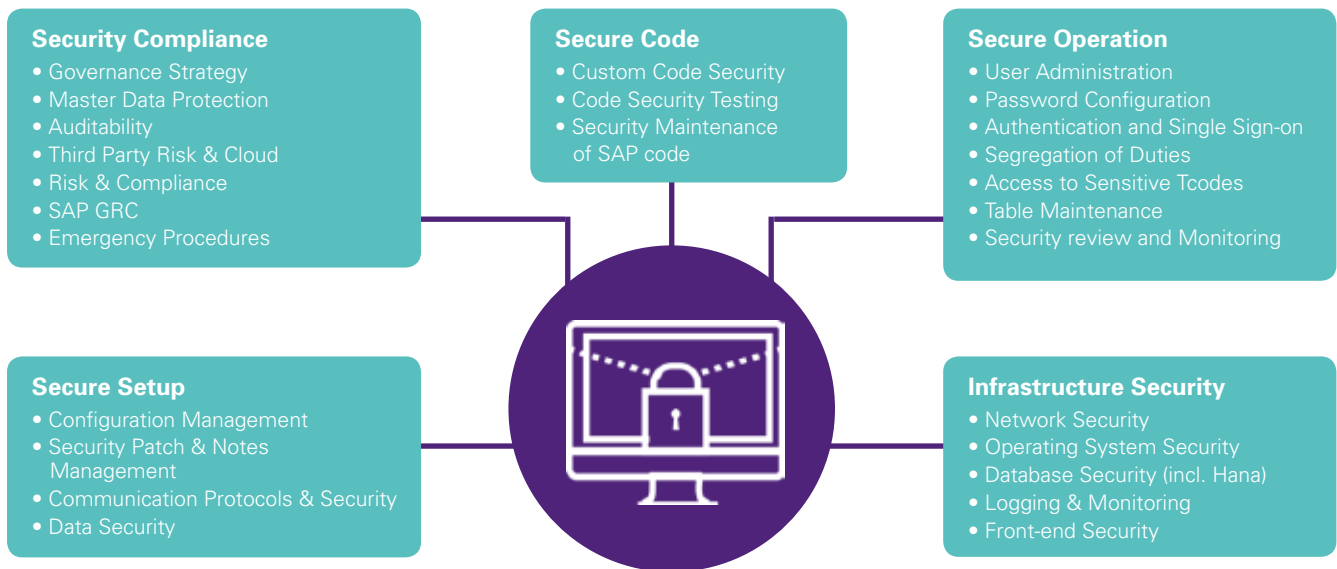 Security Compliance
• Governance Strategy
• Master Data Protection
• Auditability
• Third Party Risk & Cloud
• Risk & Compliance
• SAP GRC
• Emergency Procedures
Secure Code
• Custom Code Security
• Code Security Testing
• Security Maintenance
of SAP code
Secure Operation
• User Administration
• Password Configuration
• Authentication and Single Sign-on
• Segregation of Duties
• Access to Sensitive Tcodes
• Table Maintenance
• Security review and Monitoring
Secure Setup
• Configuration Management
• Security Patch & Notes
Management
• Communication Protocols & Security
• Data Security
Infrastructure Security
• Network Security
• Operating System Security
• Database Security (incl. Hana)
• Logging & Monitoring
• Front-end Security